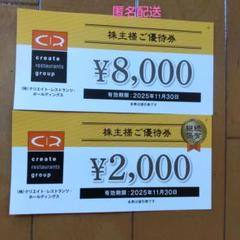 匿名配送
株主様ご優待券
CR
create
restaurants
group
¥8,000
(株)クリエイト・レストランツ・
ホールディングス
有効期限：2025年11月30日
株主様ご優待券
CR
create
restaurants
group
¥2,000
(株)クリエイト・レストランツ・
ホールディングス
有効期限：2025年11月30日